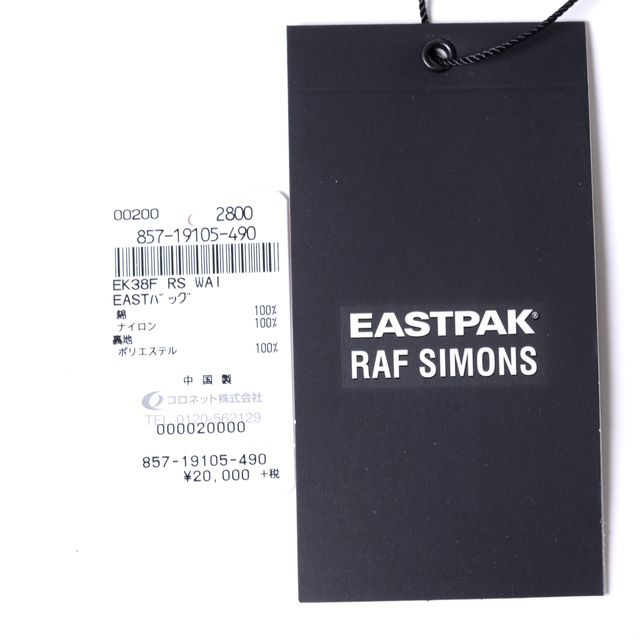 00200 2800
857-19105-490
EK38F RS WAI
EASTバッグ
綿 100%
ナイロン 100%
裏地
ポリエステル 100%
中国製
コロネット株式会社
TEL 0120-562129
000020000
857-19105-490
¥20,000 +税
EASTPAK®
RAF SIMONS